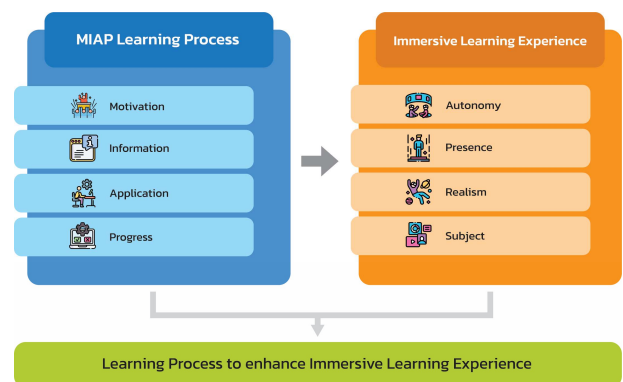 MIAP Learning Process
Motivation
Information
Application
Progress
Immersive Learning Experience
Autonomy
Presence
Realism
Subject
Learning Process to enhance Immersive Learning Experience